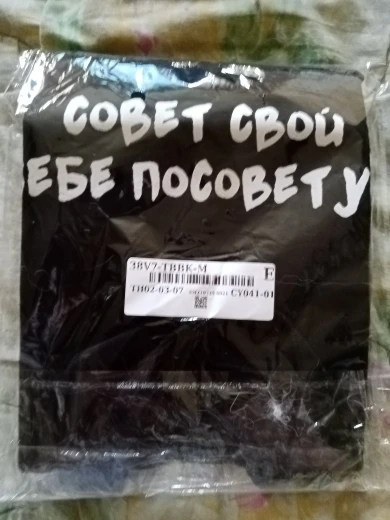 СОВЕТ СВОЙ
ЕБЕ ПОСОВЕТУ
38V7-TBBK-M F
TH02-03-07 CY041-01